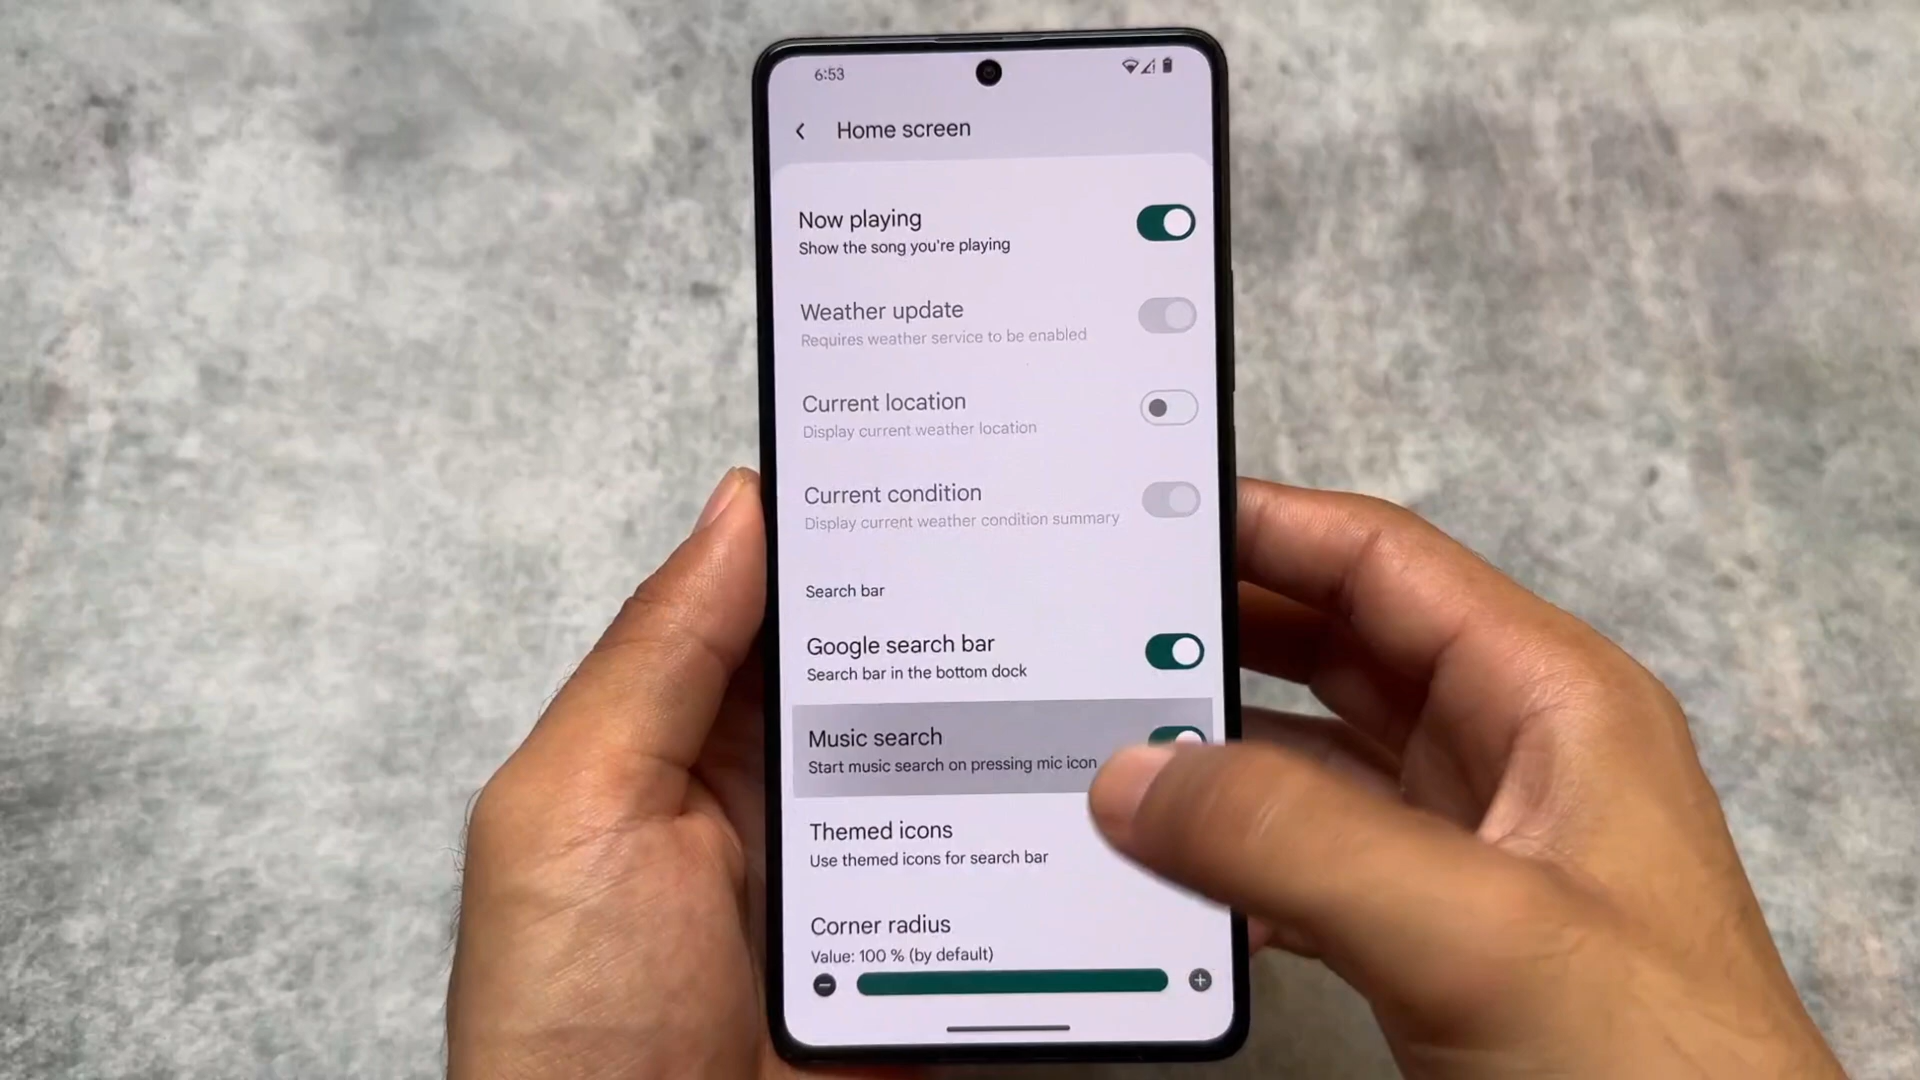 6:53
Home screen
Now playing
Show the song you're playing
Weather update
Requires weather service to be enabled
Current location
Display current weather location
Current condition
Display current weather condition summary
Search bar
Google search bar
Search bar in the bottom dock
Music search
Start music search on pressing mic icon
Themed icons
Use themed icons for search bar
Corner radius
Value: 100 % (by default)